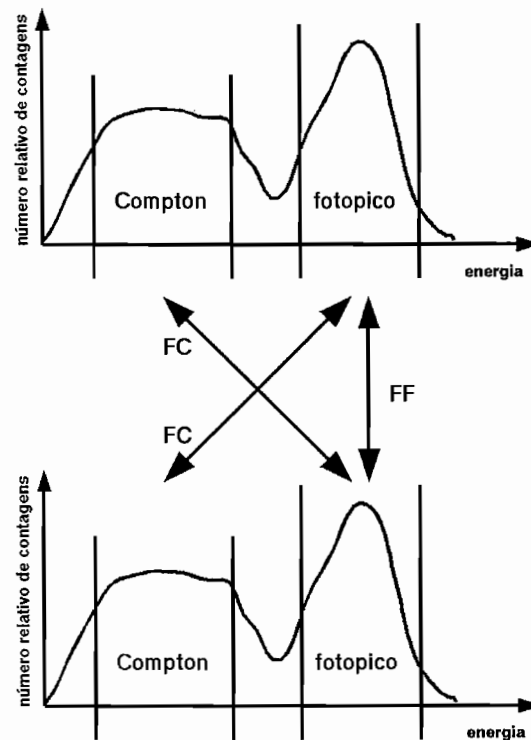 número relativo de contagens
Compton
fotopico
energia
FC
FC
FF
número relativo de contagens
Compton
fotopico
energia